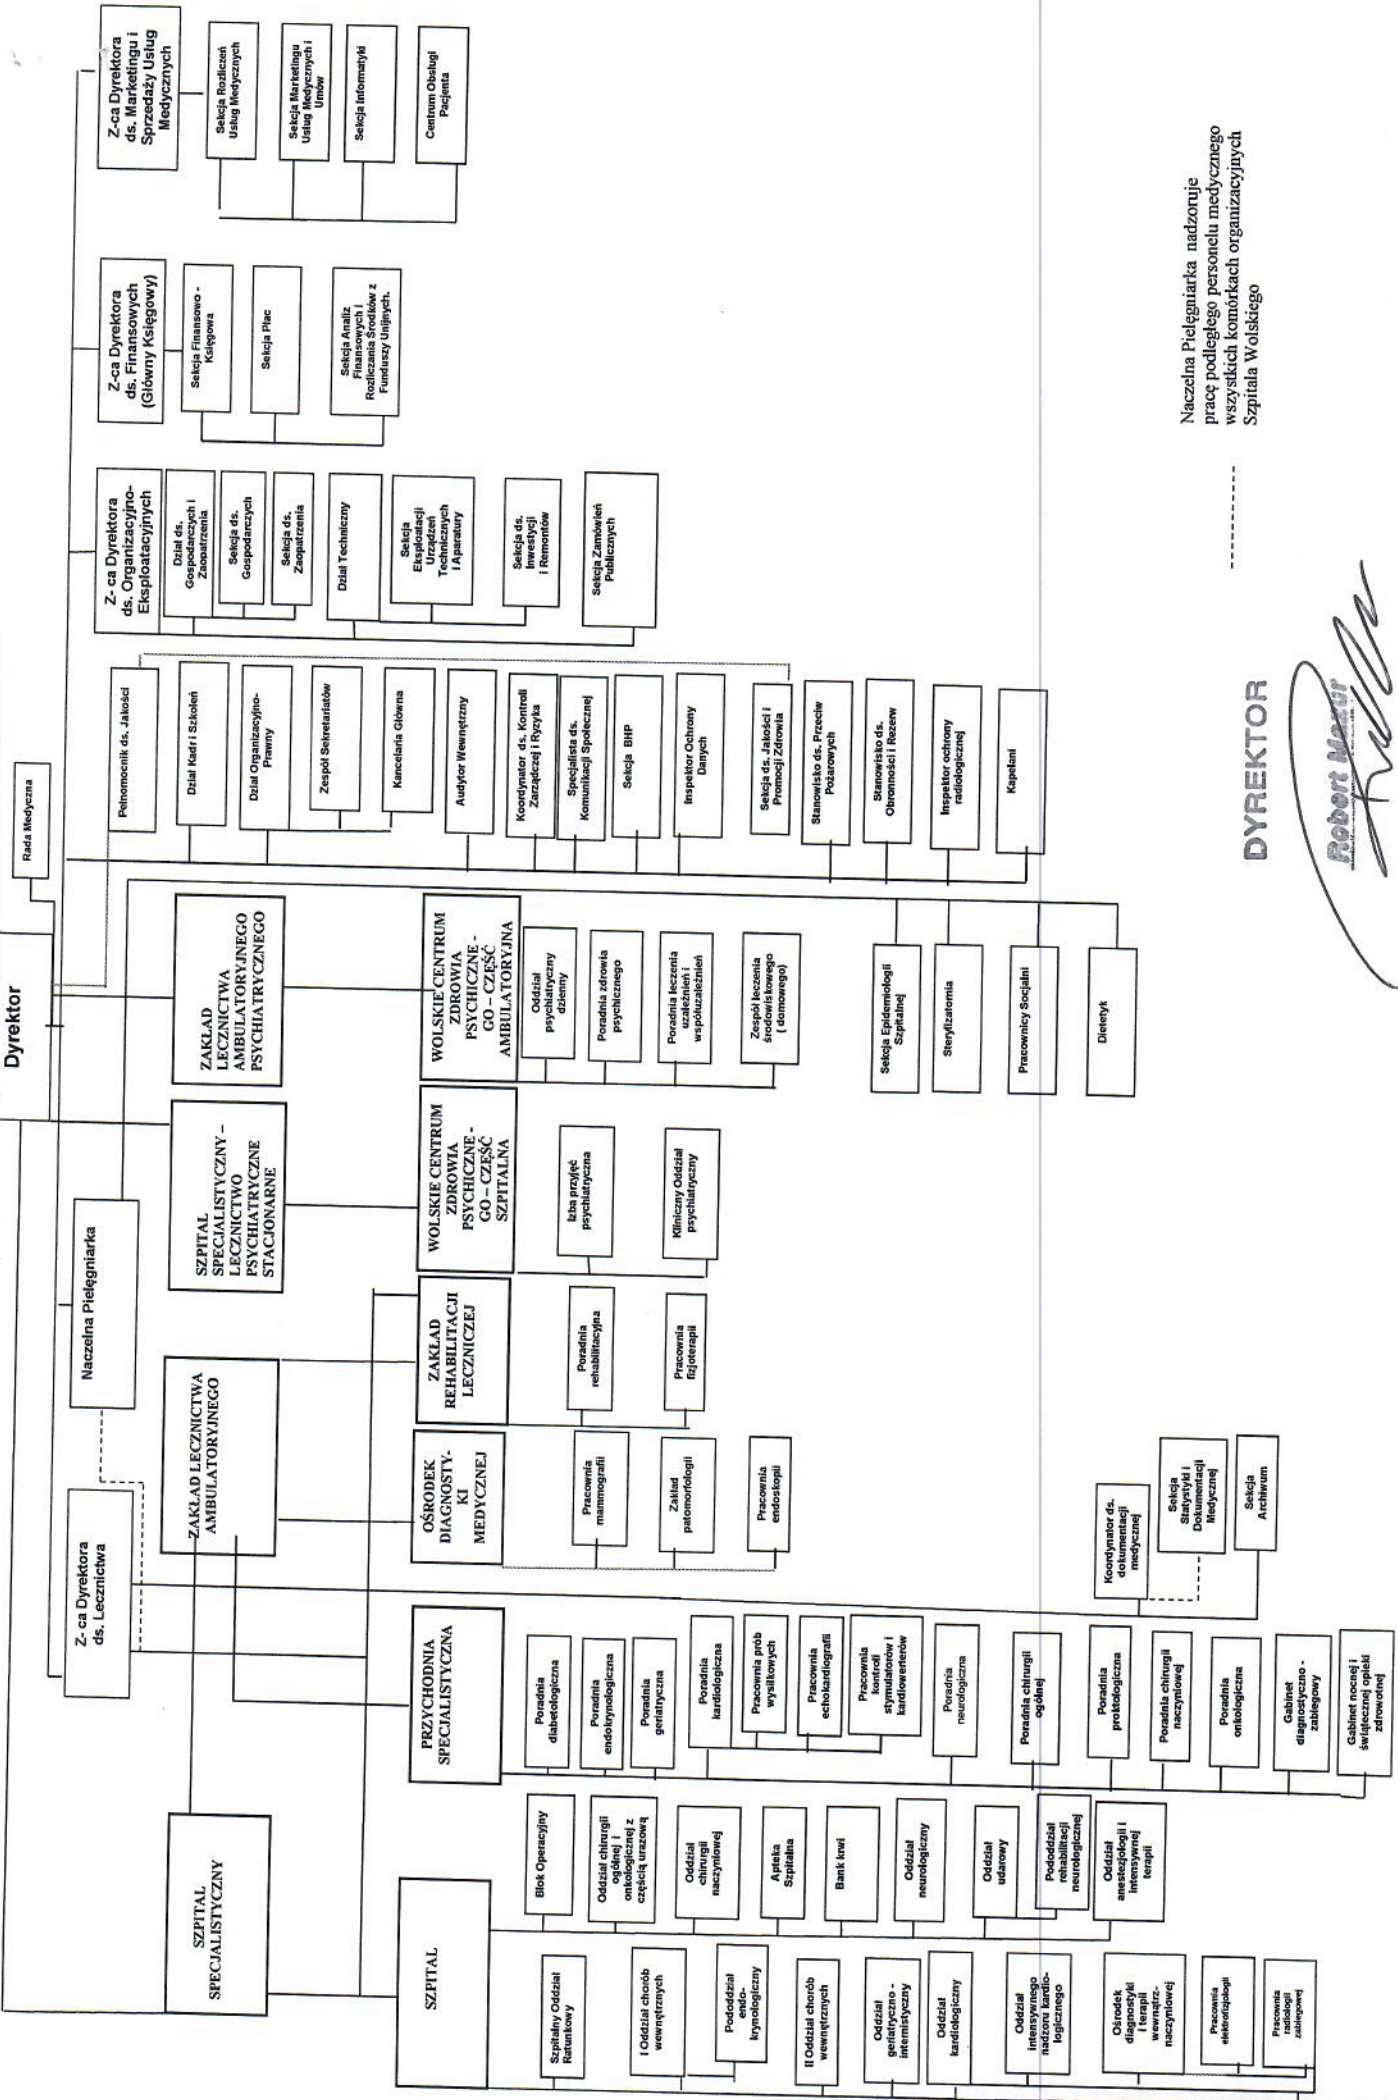 Dyrektor
Rada Medyczna
Z- ca Dyrektora
ds. Lecznictwa
Naczelna Pielęgniarka
Pełnomocnik ds. Jakości
Z- ca Dyrektora
ds. Organizacyjno-
Eksploatacyjnych
Z-ca Dyrektora
ds. Finansowych
(Główny Księgowy)
Z-ca Dyrektora
ds. Marketingu i
Sprzedaży Usług
Medycznych
SZPITAL
SPECJALISTYCZNY
ZAKŁAD LECZNICTWA
AMBULATORYJNEGO
SZPITAL
SPECJALISTYCZNY –
LECZNICTWO
PSYCHIATRYCZNE
STACJONARNE
ZAKŁAD
LECZNICTWA
AMBULATORYJNEGO
PSYCHIATRYCZNEGO
SZPITAL
Szpitalny Oddział
Ratunkowy
I Oddział chorób
wewnętrznych
Pododdział
endo-
krynologiczny
II Oddział chorób
wewnętrznych
Oddział
geriatryczno -
internistyczny
Oddział
kardiologiczny
Oddział
intensywnego
nadzoru kardio-
logicznego
Ośrodek
diagnostyki
i terapii
wewnątrz-
naczyniowej
Pracownia
elektrofizjologii
Pracownia
radiologii
zabiegowej
Blok Operacyjny
Oddział chirurgii
ogólnej i
onkologicznej z
częścią urazową
Oddział
chirurgii
naczyniowej
Apteka
Szpitalna
Bank krwi
Oddział
neurologiczny
Oddział
udarowy
Pododdział
rehabilitacji
neurologicznej
Oddział
anestezjologii i
intensywnej
terapii
PRZYCHODNIA
SPECJALISTYCZNA
Poradnia
diabetologiczna
Poradnia
endokrynologiczna
Poradnia
geriatryczna
Poradnia
kardiologiczna
Pracownia prób
wysiłkowych
Pracownia
echokardiografii
Pracownia
kontroli
stymulatorów i
kardiowerterów
Poradnia
neurologiczna
Poradnia chirurgii
ogólnej
Poradnia
proktologiczna
Poradnia chirurgii
naczyniowej
Poradnia
onkologiczna
Gabinet
diagnostyczno -
zabiegowy
Gabinet nocnej i
świątecznej opieki
zdrowotnej
OŚRODEK
DIAGNOSTY-
KI
MEDYCZNEJ
Pracownia
mammografii
Zakład
patomorfologii
Pracownia
endoskopii
Koordynator ds.
dokumentacji
medycznej
Sekcja
Statystyki i
Dokumentacji
Medycznej
Sekcja
Archiwum
ZAKŁAD
REHABILITACJI
LECZNICZEJ
Poradnia
rehabilitacyjna
Pracownia
fizjoterapii
WOLSKIE CENTRUM
ZDROWIA
PSYCHICZNE -
GO – CZĘŚĆ
SZPITALNA
Izba przyjęć
psychiatryczna
Kliniczny Oddział
psychiatryczny
WOLSKIE CENTRUM
ZDROWIA
PSYCHICZNE -
GO – CZĘŚĆ
AMBULATORYJNA
Oddział
psychiatryczny
dzienny
Poradnia zdrowia
psychicznego
Poradnia leczenia
uzależnień i
współuzależnień
Zespół leczenia
środowiskowego
( domowego)
Sekcja Epidemiologii
Szpitalnej
Sterylizatornia
Pracownicy Socjalni
Dietetyk
Dział Kadr i Szkoleń
Dział Organizacyjno-
Prawny
Zespół Sekretariatów
Kancelaria Główna
Audytor Wewnętrzny
Koordynator ds. Kontroli
Zarządczej i Ryzyka
Specjalista ds.
Komunikacji Społecznej
Sekcja BHP
Inspektor Ochrony
Danych
Sekcja ds. Jakości i
Promocji Zdrowia
Stanowisko ds. Przeciw
Pożarowych
Stanowisko ds.
Obronności i Rezerw
Inspektor ochrony
radiologicznej
Kapelani
Dział ds.
Gospodarczych i
Zaopatrzenia
Sekcja ds.
Gospodarczych
Sekcja ds.
Zaopatrzenia
Dział Techniczny
Sekcja
Eksploatacji
Urządzeń
Technicznych
i Aparatury
Sekcja ds.
Inwestycji
i Remontów
Sekcja Zamówień
Publicznych
Sekcja Finansowo -
Księgowa
Sekcja Płac
Sekcja Analiz
Finansowych i
Rozliczania Środków z
Funduszy Unijnych.
Sekcja Rozliczeń
Usług Medycznych
Sekcja Marketingu
Usług Medycznych i
Umów
Sekcja Informatyki
Centrum Obsługi
Pacjenta
Naczelna Pielęgniarka nadzoruje
pracę podległego personelu medycznego
wszystkich komórkach organizacyjnych
Szpitala Wolskiego
DYREKTOR
Robert Mazur